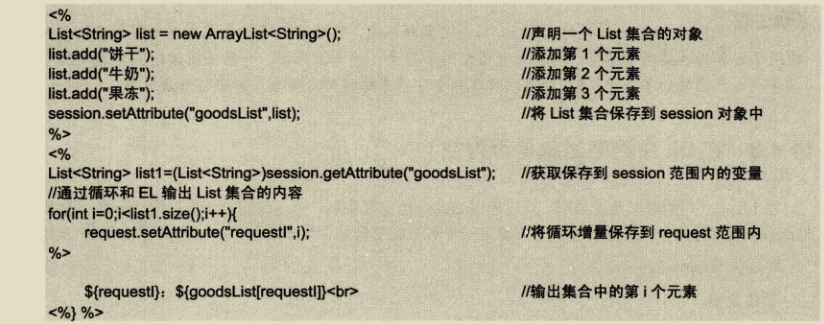 <%
List<String> list = new ArrayList<String>(); //声明一个 List 集合的对象
list.add("饼干"); //添加第 1 个元素
list.add("牛奶"); //添加第 2 个元素
list.add("果冻"); //添加第 3 个元素
session.setAttribute("goodsList",list); //将 List 集合保存到 session 对象中
%>
<%
List<String> list1=(List<String>)session.getAttribute("goodsList"); //获取保存到 session 范围内的变量
//通过循环和 EL 输出 List 集合的内容
for(int i=0;i<list1.size();i++){
request.setAttribute("requestI",i); //将循环增量保存到 request 范围内
%>
${requestI}：${goodsList[requestI]}<br> //输出集合中的第 i 个元素
<%} %>